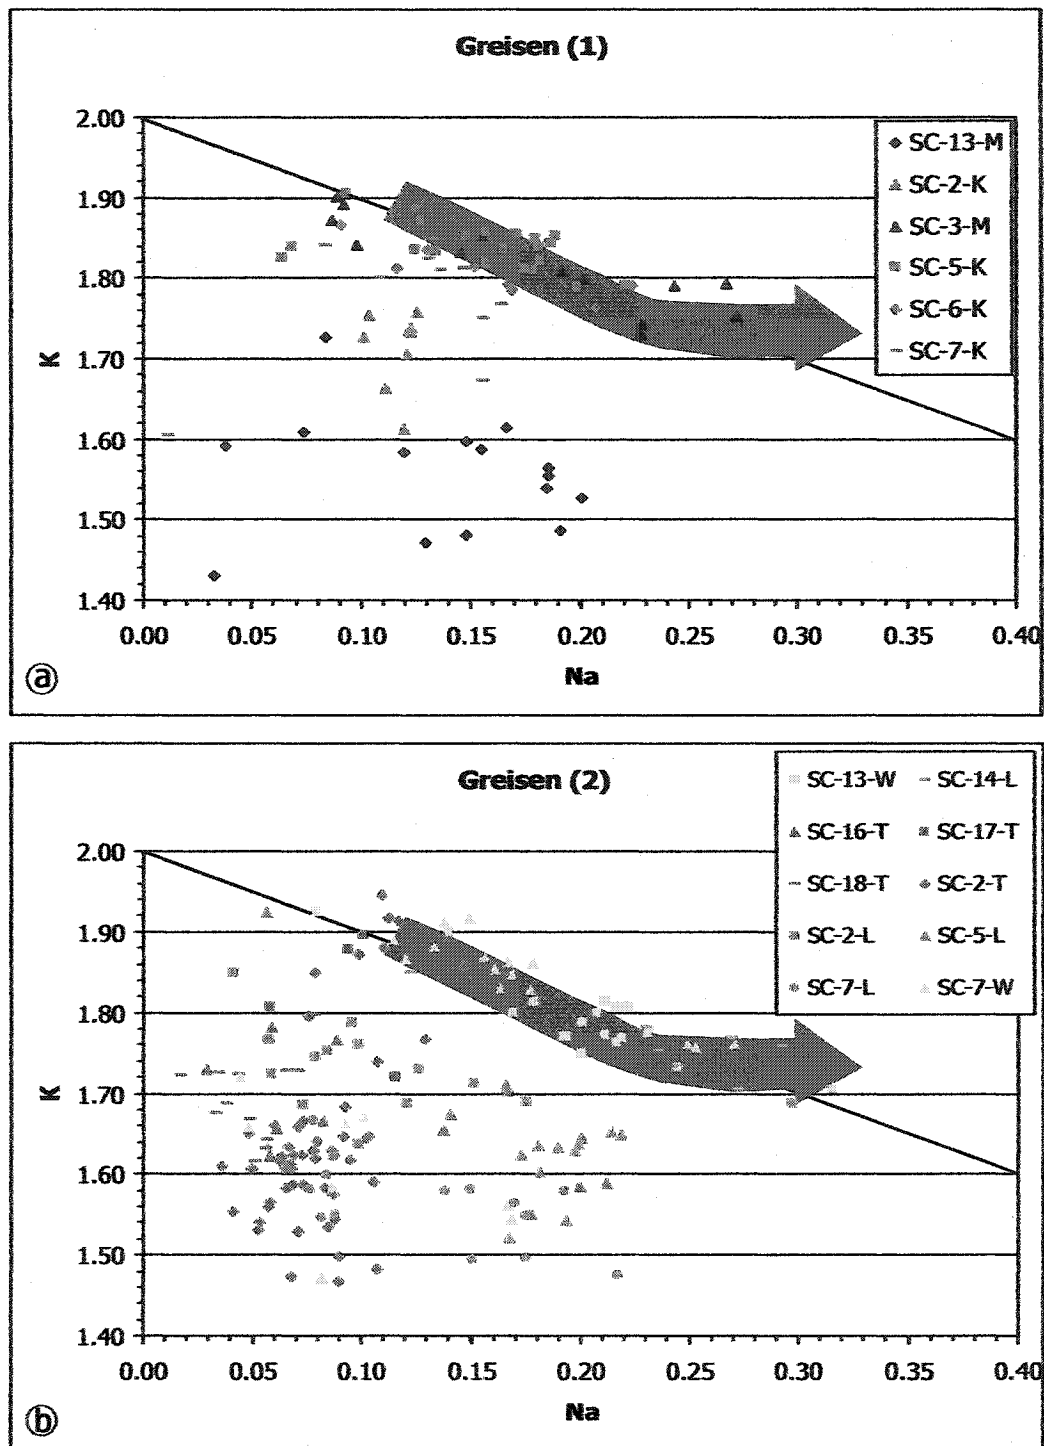 Greisen (1)
2.00
1.90
1.80
1.70
1.60
1.50
1.40
K
0.00 0.05 0.10 0.15 0.20 0.25 0.30 0.35 0.40
Na
SC-13-M
SC-2-K
SC-3-M
SC-5-K
SC-6-K
SC-7-K
a
Greisen (2)
2.00
1.90
1.80
1.70
1.60
1.50
1.40
K
0.00 0.05 0.10 0.15 0.20 0.25 0.30 0.35 0.40
Na
SC-13-W SC-14-L
SC-16-T SC-17-T
SC-18-T SC-2-T
SC-2-L SC-5-L
SC-7-L SC-7-W
b